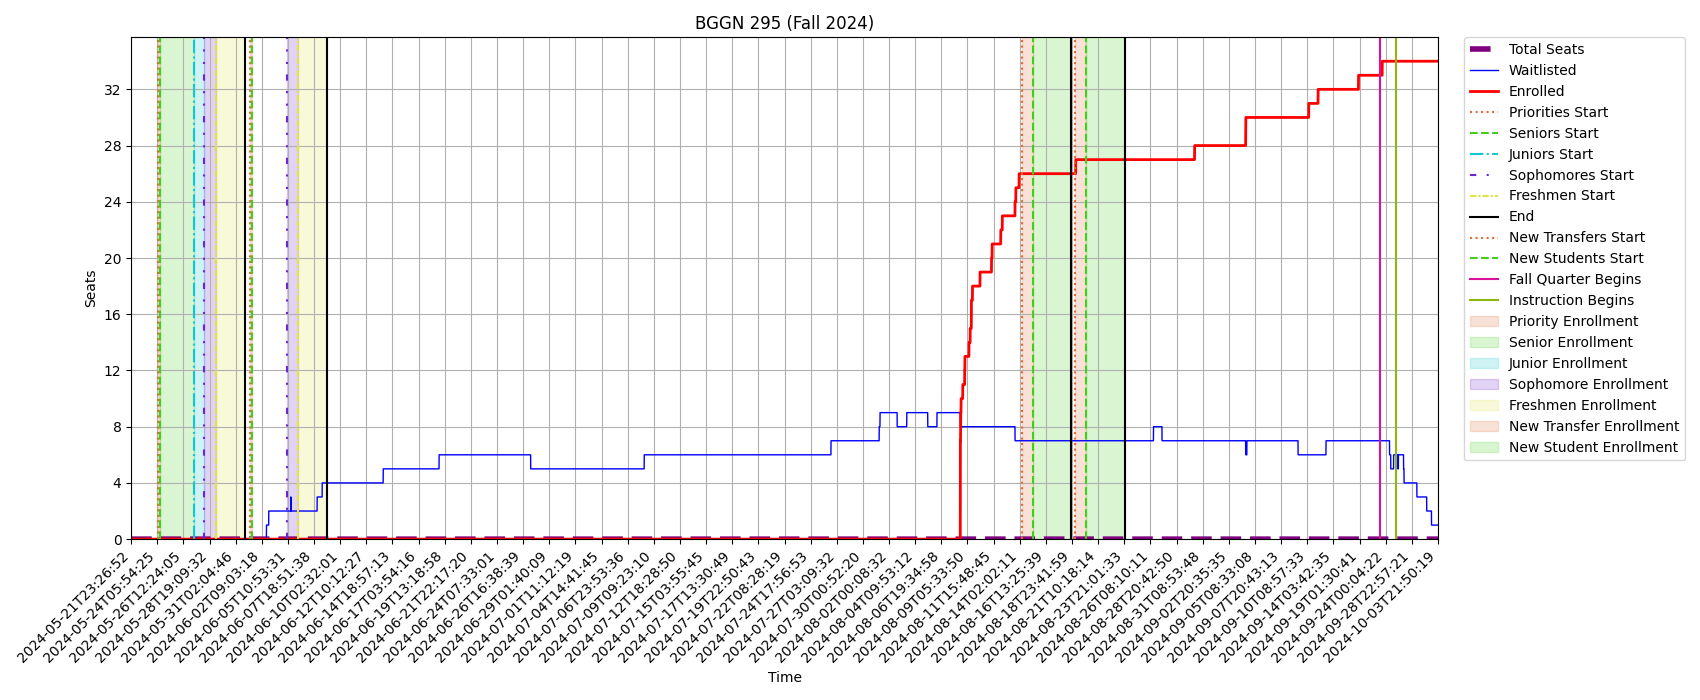 BGGN 295 (Fall 2024)
Seats
32
28
24
20
16
12
8
4
0
2024-05-21T23:26:52
2024-05-24T05:54:25
2024-05-26T12:24:05
2024-05-28T19:09:32
2024-05-31T02:04:46
2024-06-02T09:03:18
2024-06-05T10:53:31
2024-06-07T18:51:38
2024-06-10T02:32:01
2024-06-12T10:12:27
2024-06-14T18:57:13
2024-06-17T03:54:16
2024-06-19T13:18:58
2024-06-21T22:17:20
2024-06-24T07:33:01
2024-06-26T16:38:39
2024-06-29T01:40:09
2024-07-01T11:12:19
2024-07-04T14:41:45
2024-07-06T23:53:36
2024-07-09T09:23:10
2024-07-12T18:28:50
2024-07-15T03:55:45
2024-07-17T13:30:49
2024-07-19T22:50:43
2024-07-22T08:28:19
2024-07-24T17:56:53
2024-07-27T03:09:32
2024-07-30T00:52:20
2024-08-02T00:08:32
2024-08-04T09:53:12
2024-08-06T19:34:58
2024-08-09T05:33:50
2024-08-11T15:48:45
2024-08-14T02:02:11
2024-08-16T13:25:39
2024-08-18T23:41:59
2024-08-21T10:18:14
2024-08-23T21:01:33
2024-08-26T08:10:11
2024-08-28T20:42:50
2024-08-31T08:53:48
2024-09-02T20:35:35
2024-09-05T08:33:08
2024-09-07T20:43:13
2024-09-10T08:57:33
2024-09-14T03:42:35
2024-09-19T01:30:41
2024-09-24T00:04:22
2024-09-28T22:57:21
2024-10-03T21:50:19
Time
Total Seats
Waitlisted
Enrolled
Priorities Start
Seniors Start
Juniors Start
Sophomores Start
Freshmen Start
End
New Transfers Start
New Students Start
Fall Quarter Begins
Instruction Begins
Priority Enrollment
Senior Enrollment
Junior Enrollment
Sophomore Enrollment
Freshmen Enrollment
New Transfer Enrollment
New Student Enrollment